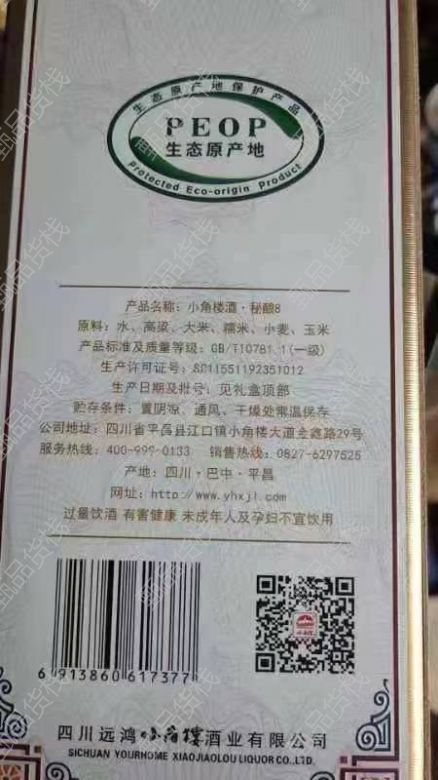 生态原产地保护产品
PEOP
生态原产地
Protected Eco-origin Product
产品名称：小角楼酒·秘酿8
原料：水、高粱、大米、糯米、小麦、玉米
产品标准及质量等级：GB/T10781.1(一级)
生产许可证号：SC11551192351012
生产日期及批号：见礼盒顶部
贮存条件：置阴凉、通风、干燥处常温保存
公司地址：四川省平昌县江口镇小角楼大道金鑫路29号
服务热线：400-999-0133 销售热线：0827-6297525
产地：四川·巴中·平昌
网址：http://www.yhxjl.com
过量饮酒 有害健康 未成年人及孕妇不宜饮用
6 913860 617377
四川远鸿小角楼酒业有限公司
SICHUAN YOURHOME XIAOJIAOLOU LIQUOR CO.,LTD.
甄品货栈